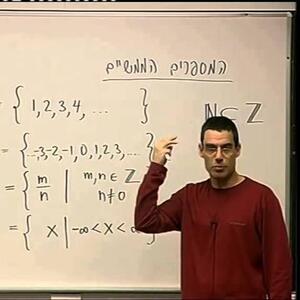 המספרים הממשיים
= { 1, 2, 3, 4, ... }
ℕ ⊂ ℤ
= {...-3, -2, -1, 0, 1, 2, 3, ... }
= { m/n | m, n ∈ ℤ n≠0 }
= { x | -∞ < x < ∞ }